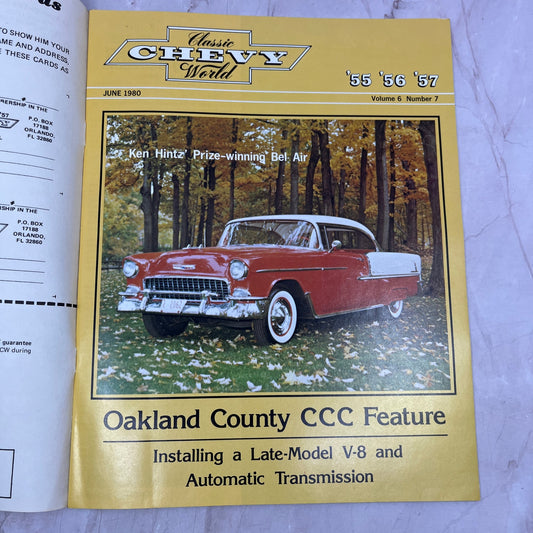 ds
TO SHOW HIM YOUR
AME AND ADDRESS
E THESE CARDS AS
ERSHIP IN THE
'57
P.O. BOX
17188
ORLANDO,
FL 32860
SHIP IN THE
P.O. BOX
17188
ORLANDO,
FL 32860
guarantee
CW during
Classic
CHEVY
World
JUNE 1980
'55 '56 '57
Volume 6 Number 7
Ken Hintz' Prize-winning Bel Air
Oakland County CCC Feature
Installing a Late-Model V-8 and
Automatic Transmission